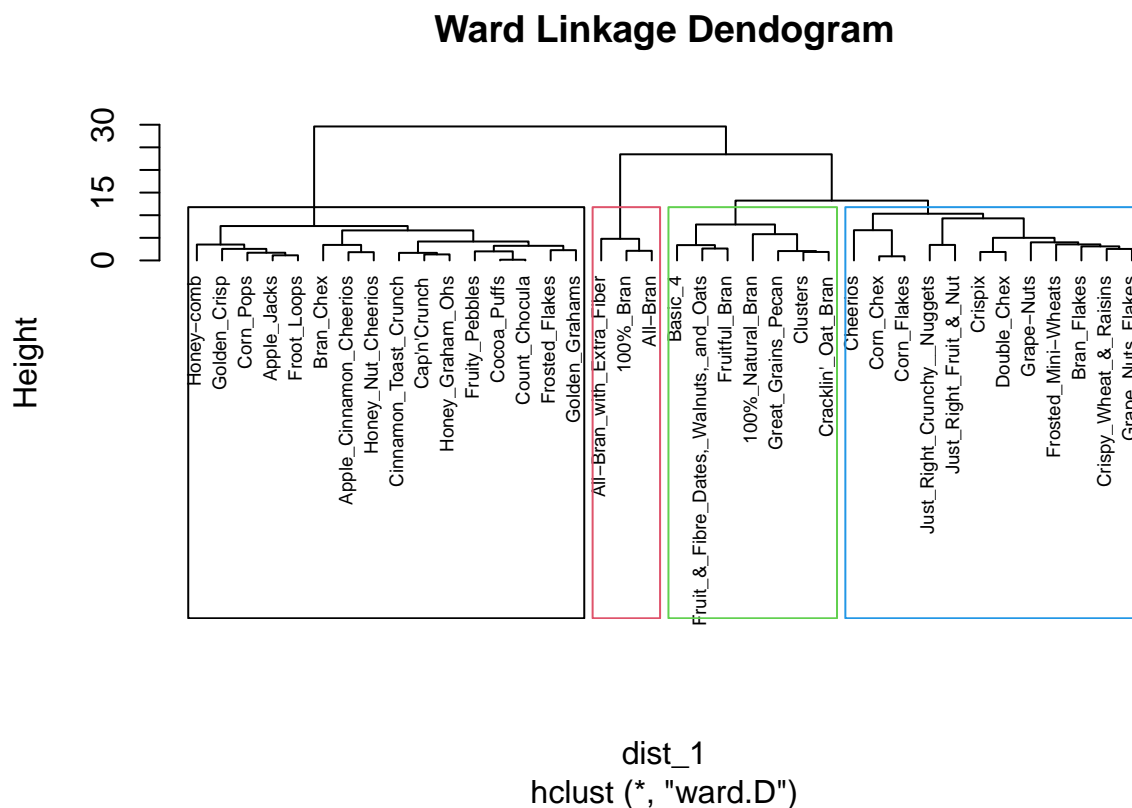 Ward Linkage Dendogram
Height
30
15
0
Honey-comb
Golden_Crisp
Corn_Pops
Apple_Jacks
Froot_Loops
Bran_Chex
Apple_Cinnamon_Cheerios
Honey_Nut_Cheerios
Cinnamon_Toast_Crunch
Cap'n'Crunch
Honey_Graham_Ohs
Fruity_Pebbles
Cocoa_Puffs
Count_Chocula
Frosted_Flakes
Golden_Grahams
All-Bran_with_Extra_Fiber
100%_Bran
All-Bran
Basic_4
Fruit_&_Fibre_Dates,_Walnuts,_and_Oats
Fruitful_Bran
100%_Natural_Bran
Great_Grains_Pecan
Clusters
Cracklin'_Oat_Bran
Cheerios
Corn_Chex
Corn_Flakes
Just_Right_Crunchy__Nuggets
Just_Right_Fruit_&_Nut
Crispix
Double_Chex
Grape-Nuts
Frosted_Mini-Wheats
Bran_Flakes
Crispy_Wheat_&_Raisins
Grape_Nuts_Flakes
dist_1
hclust (*, "ward.D")